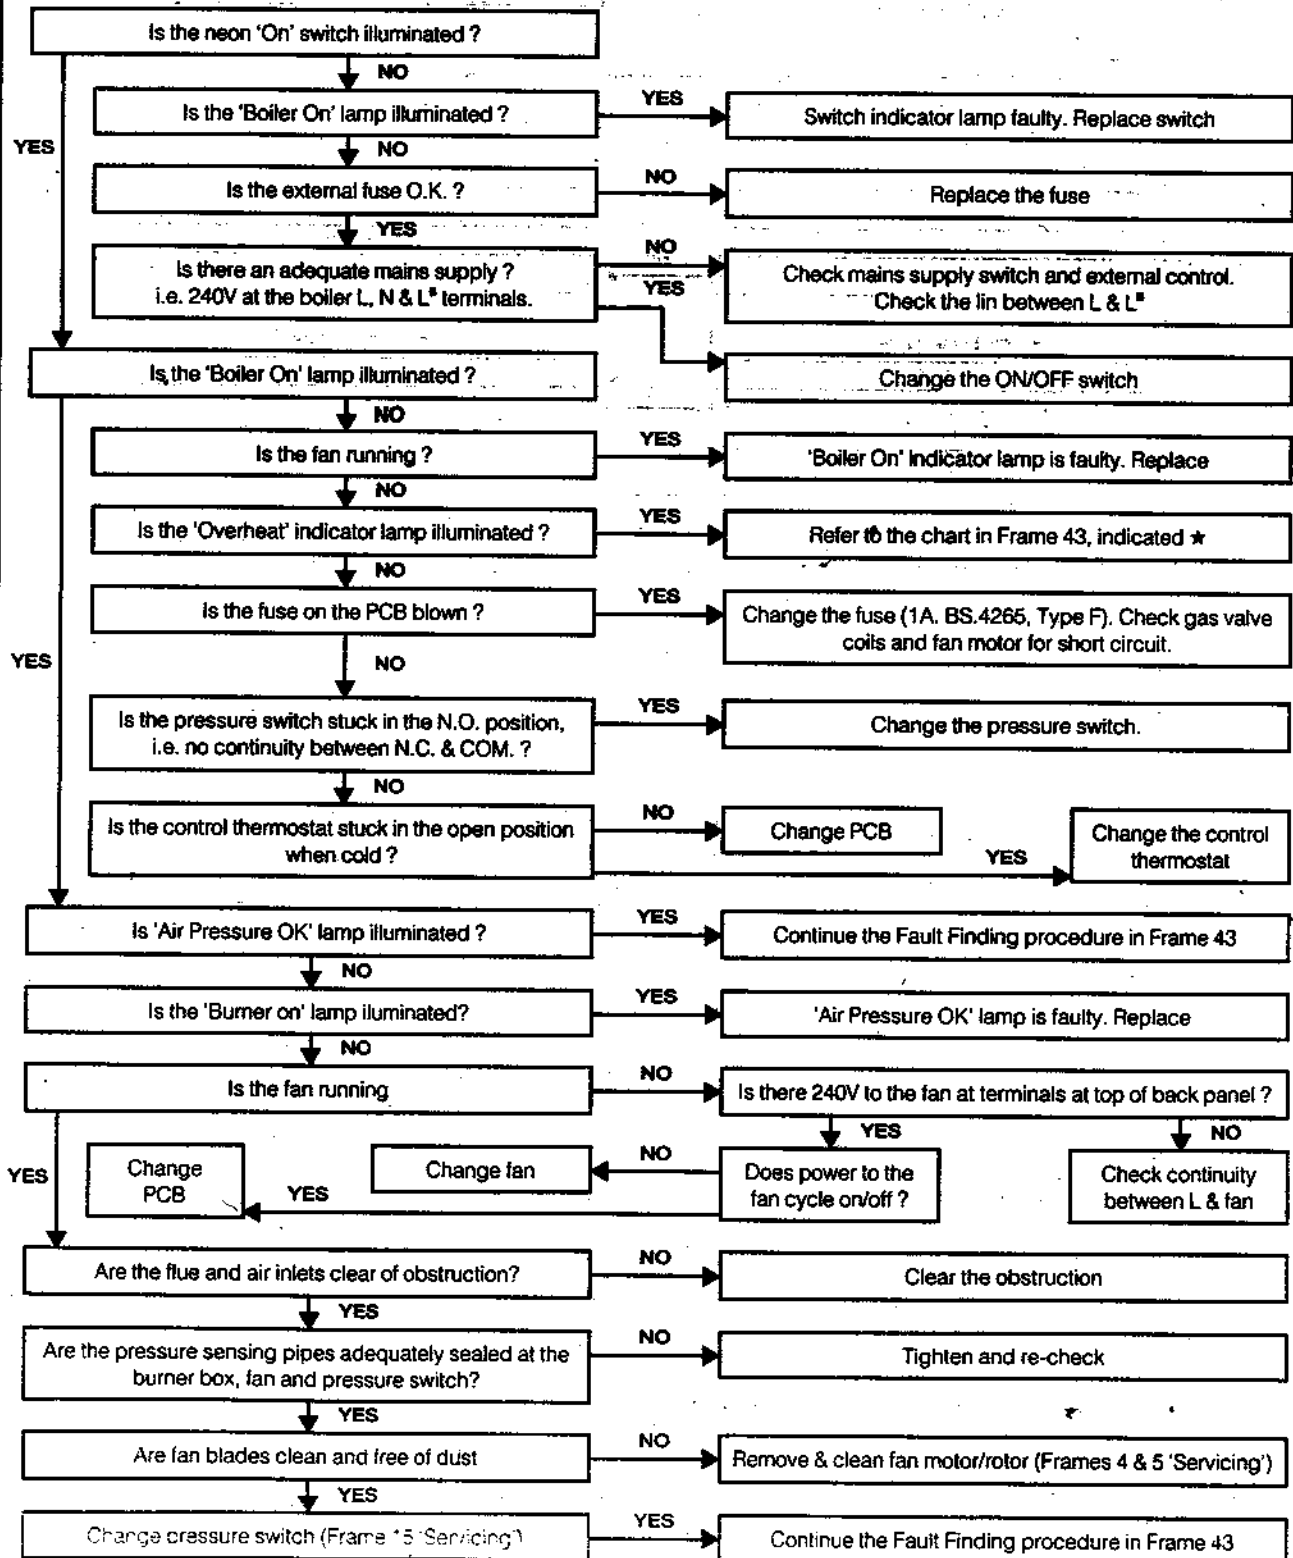 Is the neon 'On' switch illuminated ?
NO
Is the 'Boiler On' lamp illuminated ?
YES
Switch indicator lamp faulty. Replace switch
YES
NO
Is the external fuse O.K. ?
NO
Replace the fuse
YES
Is there an adequate mains supply ?
i.e. 240V at the boiler L, N & L* terminals.
NO
YES
Check mains supply switch and external control.
Check the lin between L & L*
Change the ON/OFF switch
Is the 'Boiler On' lamp illuminated ?
NO
Is the fan running ?
YES
'Boiler On' Indicator lamp is faulty. Replace
NO
Is the 'Overheat' indicator lamp illuminated ?
YES
Refer to the chart in Frame 43, indicated ★
NO
Is the fuse on the PCB blown ?
YES
Change the fuse (1A. BS.4265, Type F). Check gas valve
coils and fan motor for short circuit.
YES
NO
Is the pressure switch stuck in the N.O. position,
i.e. no continuity between N.C. & COM. ?
YES
Change the pressure switch.
NO
Is the control thermostat stuck in the open position
when cold ?
NO
Change PCB
YES
Change the control
thermostat
Is 'Air Pressure OK' lamp illuminated ?
YES
Continue the Fault Finding procedure in Frame 43
NO
Is the 'Burner on' lamp iluminated?
YES
'Air Pressure OK' lamp is faulty. Replace
NO
Is the fan running
NO
Is there 240V to the fan at terminals at top of back panel ?
YES
NO
YES
Change
PCB
YES
Change fan
NO
Does power to the
fan cycle on/off ?
Check continuity
between L & fan
Are the flue and air inlets clear of obstruction?
NO
Clear the obstruction
YES
Are the pressure sensing pipes adequately sealed at the
burner box, fan and pressure switch?
NO
Tighten and re-check
YES
Are fan blades clean and free of dust
NO
Remove & clean fan motor/rotor (Frames 4 & 5 'Servicing')
YES
Change pressure switch (Frame 15 'Servicing')
YES
Continue the Fault Finding procedure in Frame 43